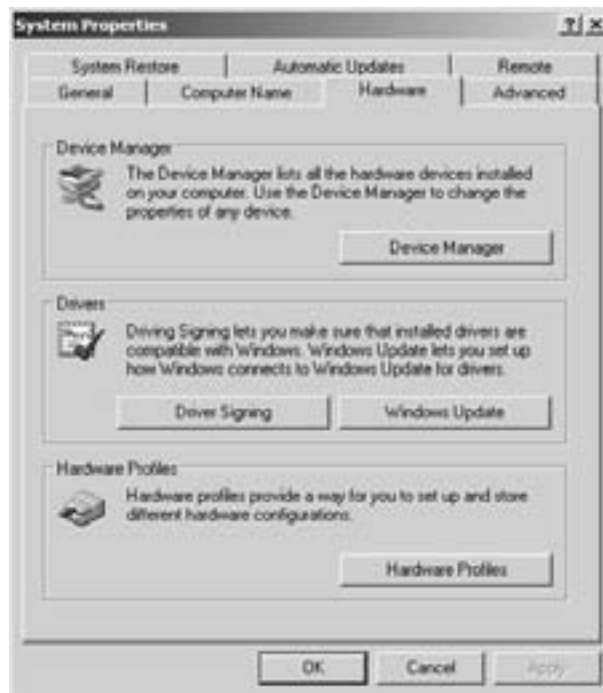 System Properties
System Restore Automatic Updates Remote
General Computer Name Hardware Advanced
Device Manager
The Device Manager lists all the hardware devices installed
on your computer. Use the Device Manager to change the
properties of any device.
Device Manager
Drivers
Driving Signing lets you make sure that installed drivers are
compatible with Windows. Windows Update lets you set up
how Windows connects to Windows Update for drivers.
Driver Signing Windows Update
Hardware Profiles
Hardware profiles provide a way for you to set up and store
different hardware configurations.
Hardware Profiles
OK Cancel Apply